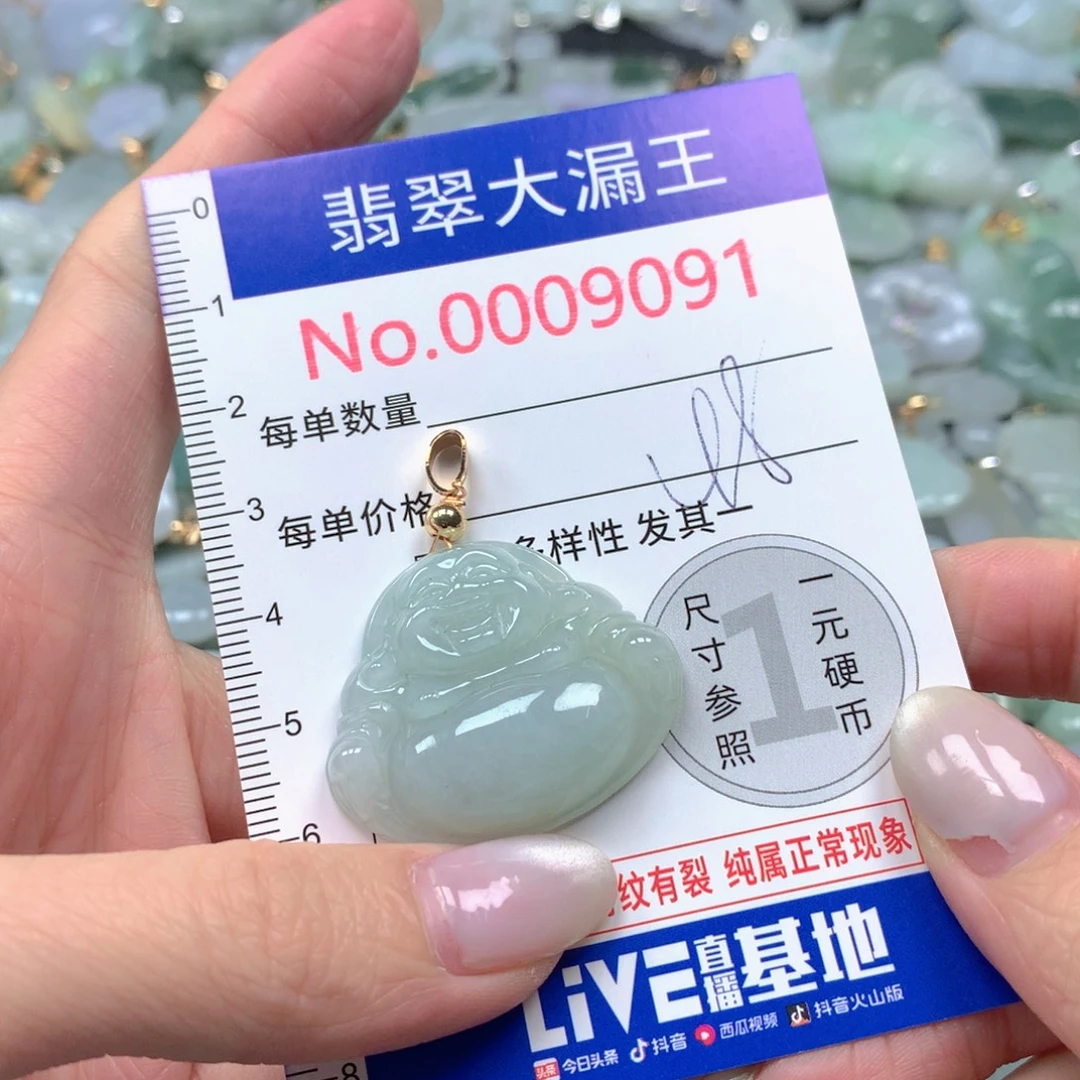 翡翠大漏王
No.0009091
0
1
2
3
4
5
6
8
每单数量
每单价格
多样性 发其一
尺寸参照
一元硬币
1
纹有裂 纯属正常现象
LiVE直播基地
头条 今日头条 抖音 西瓜视频 抖音火山版